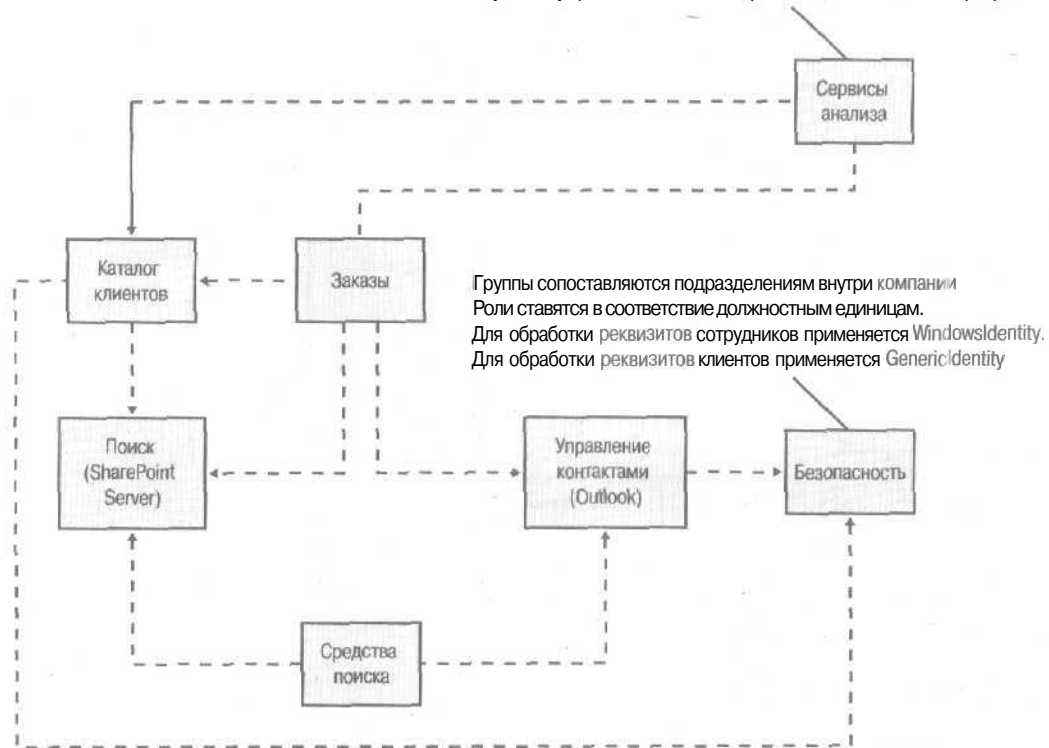 Сервисы
анализа
Каталог
клиентов
Заказы
Группы сопоставляются подразделениям внутри компании
Роли ставятся в соответствие должностным единицам.
Для обработки реквизитов сотрудников применяется WindowsIdentity.
Для обработки реквизитов клиентов применяется GenericIdentity
Поиск
(SharePoint
Server)
Управление
контактами
(Outlook)
Безопасность
Средства
поиска